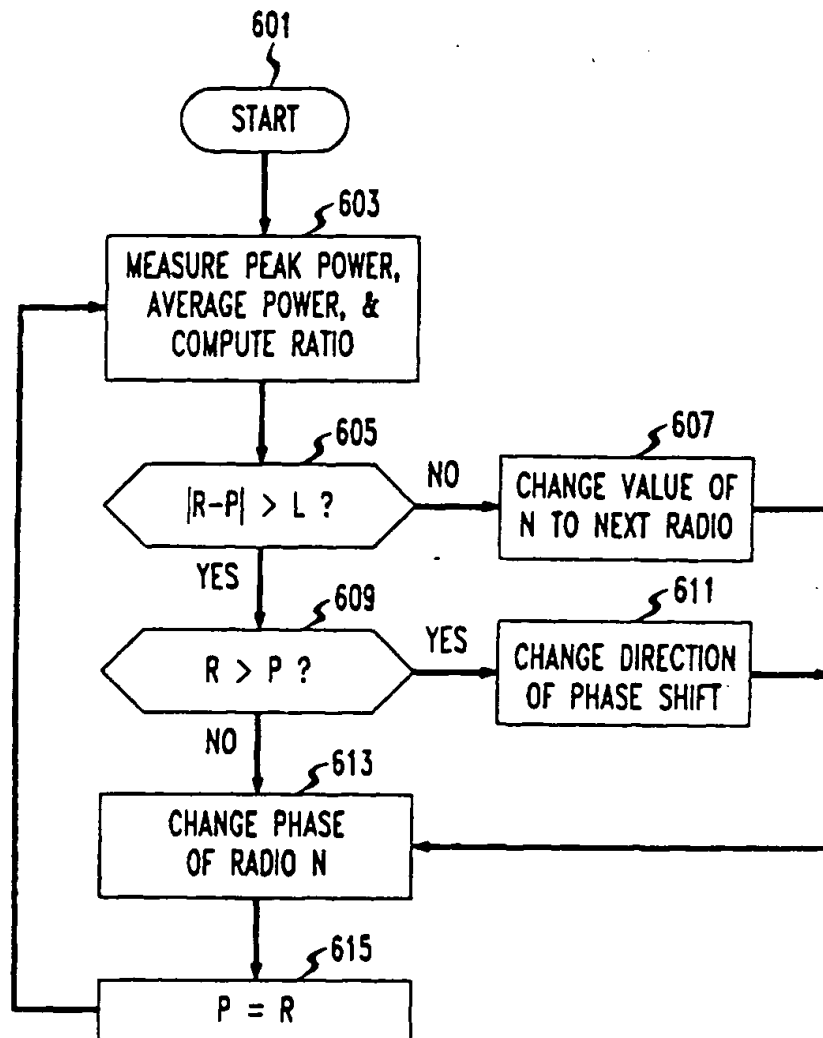 601
START
603
MEASURE PEAK POWER,
AVERAGE POWER, &
COMPUTE RATIO
605
|R-P| > L ?
NO
607
CHANGE VALUE OF
N TO NEXT RADIO
YES
609
R > P ?
YES
611
CHANGE DIRECTION
OF PHASE SHIFT
NO
613
CHANGE PHASE
OF RADIO N
615
P = R